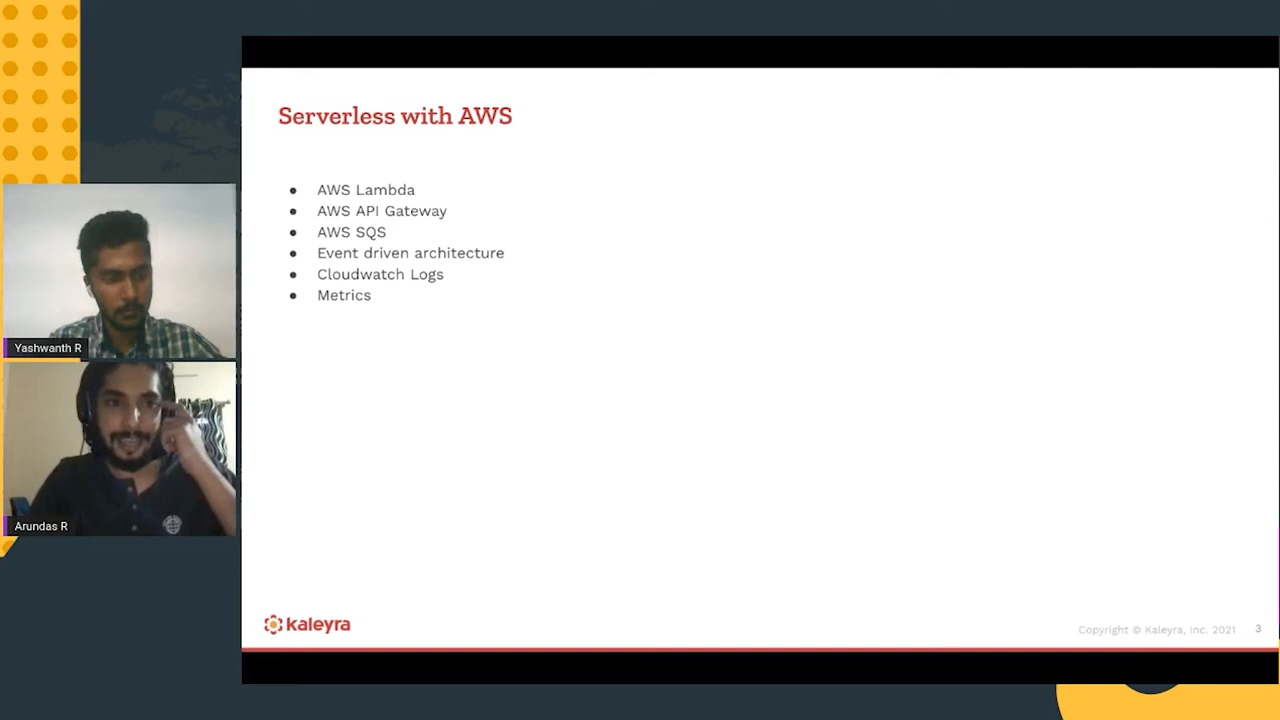 Serverless with AWS
● AWS Lambda
● AWS API Gateway
● AWS SQS
● Event driven architecture
● Cloudwatch Logs
● Metrics
Yashwanth R
Arundas R
kaleyra
Copyright © Kaleyra, Inc. 2021 3